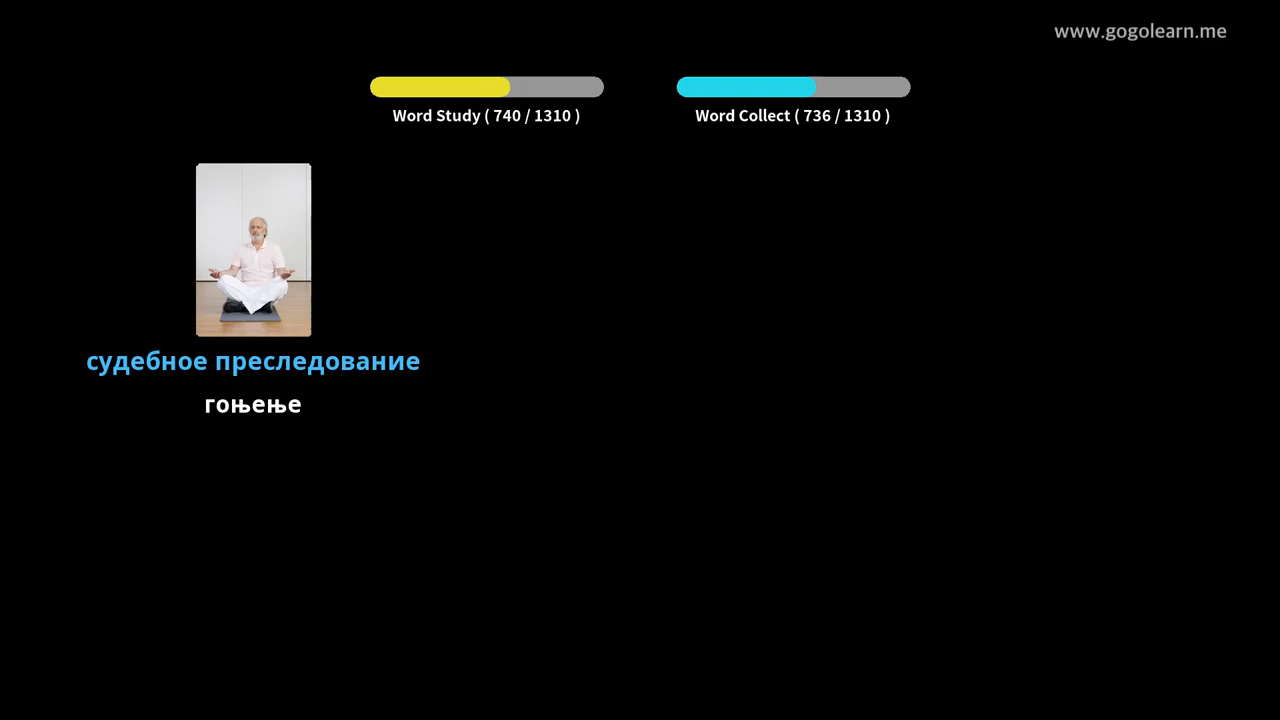 www.gogolearn.me
Word Study ( 740 / 1310 )
Word Collect ( 736 / 1310 )
судебное преследование
гоњење